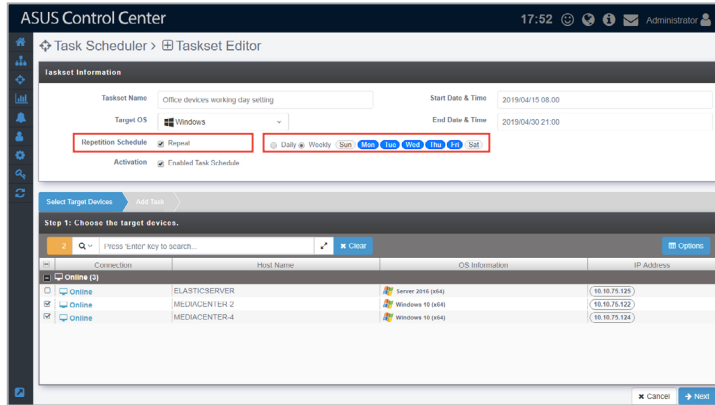 ASUS Control Center
17:52
Administrator
Task Scheduler > Taskset Editor
Taskset Information
Taskset Name
Office devices working day setting
Start Date & Time
2019/04/15 08:00
Target OS
Windows
End Date & Time
2019/04/30 21:00
Repetition Schedule
Repeat
Daily Weekly Sun Mon Tue Wed Thu Fri Sat
Activation
Enabled Task Schedule
Select Target Devices
Add Task
Step 1: Choose the target devices.
2
Press 'Enter' key to search...
Clear
Options
Connection Host Name OS Information IP Address
Online (3)
Online ELASTICSERVER Server 2016 (x64) 10.10.75.125
Online MEDIACENTER 2 Windows 10 (x64) 10.10.75.122
Online MEDIACENTER-4 Windows 10 (x64) 10.10.75.124
Cancel
Next